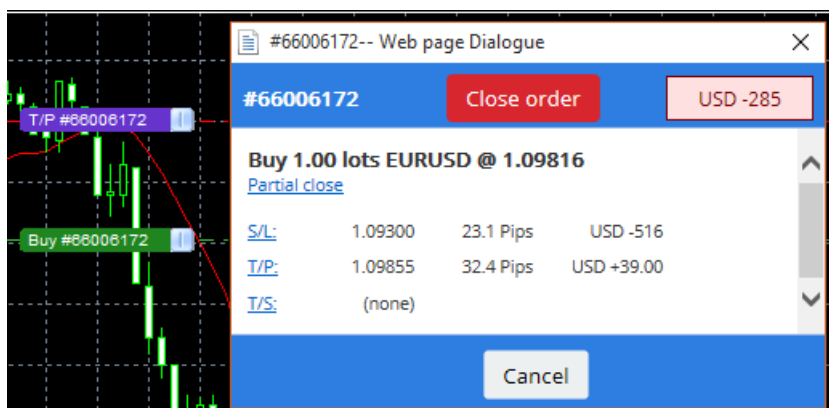 #66006172-- Web page Dialogue
#66006172 Close order USD -285
T/P #66006172
Buy 1.00 lots EURUSD @ 1.09816
Partial close
Buy #66006172
S/L: 1.09300 23.1 Pips USD -516
T/P: 1.09855 32.4 Pips USD +39.00
T/S: (none)
Cancel